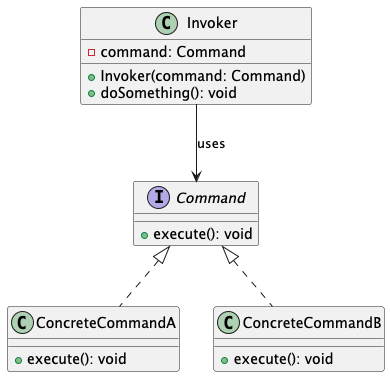 C Invoker
command: Command
Invoker(command: Command)
doSomething(): void
uses
I Command
execute(): void
C ConcreteCommandA
execute(): void
C ConcreteCommandB
execute(): void